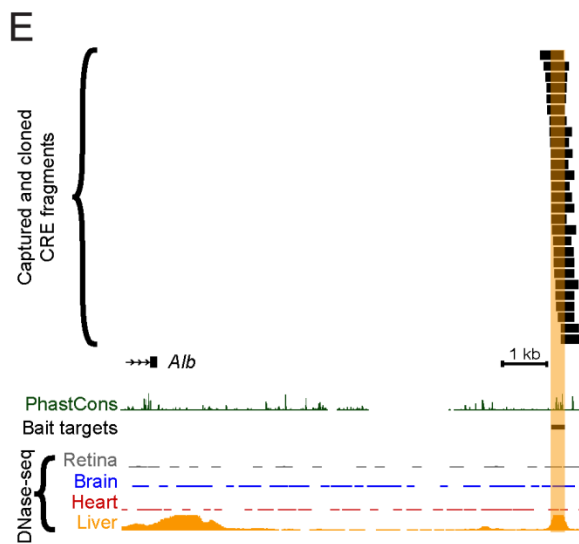 E
Captured and cloned
CRE fragments
Alb
1 kb
PhastCons
Bait targets
DNase-seq
Retina
Brain
Heart
Liver